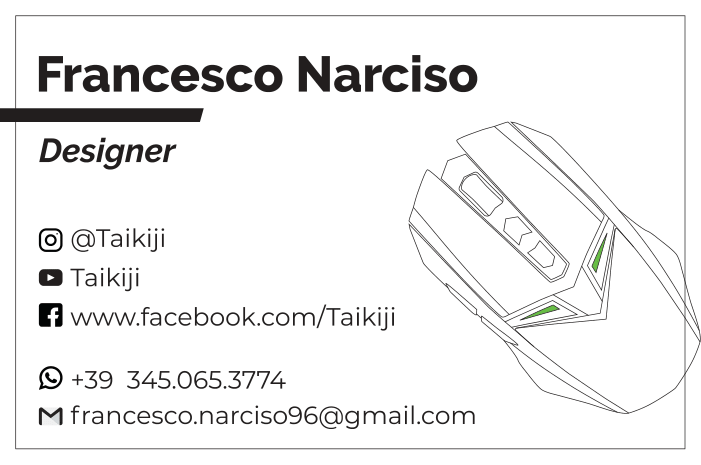 Francesco Narciso
Designer
@Taikiji
Taikiji
www.facebook.com/Taikiji
+39 345.065.3774
francesco.narciso96@gmail.com